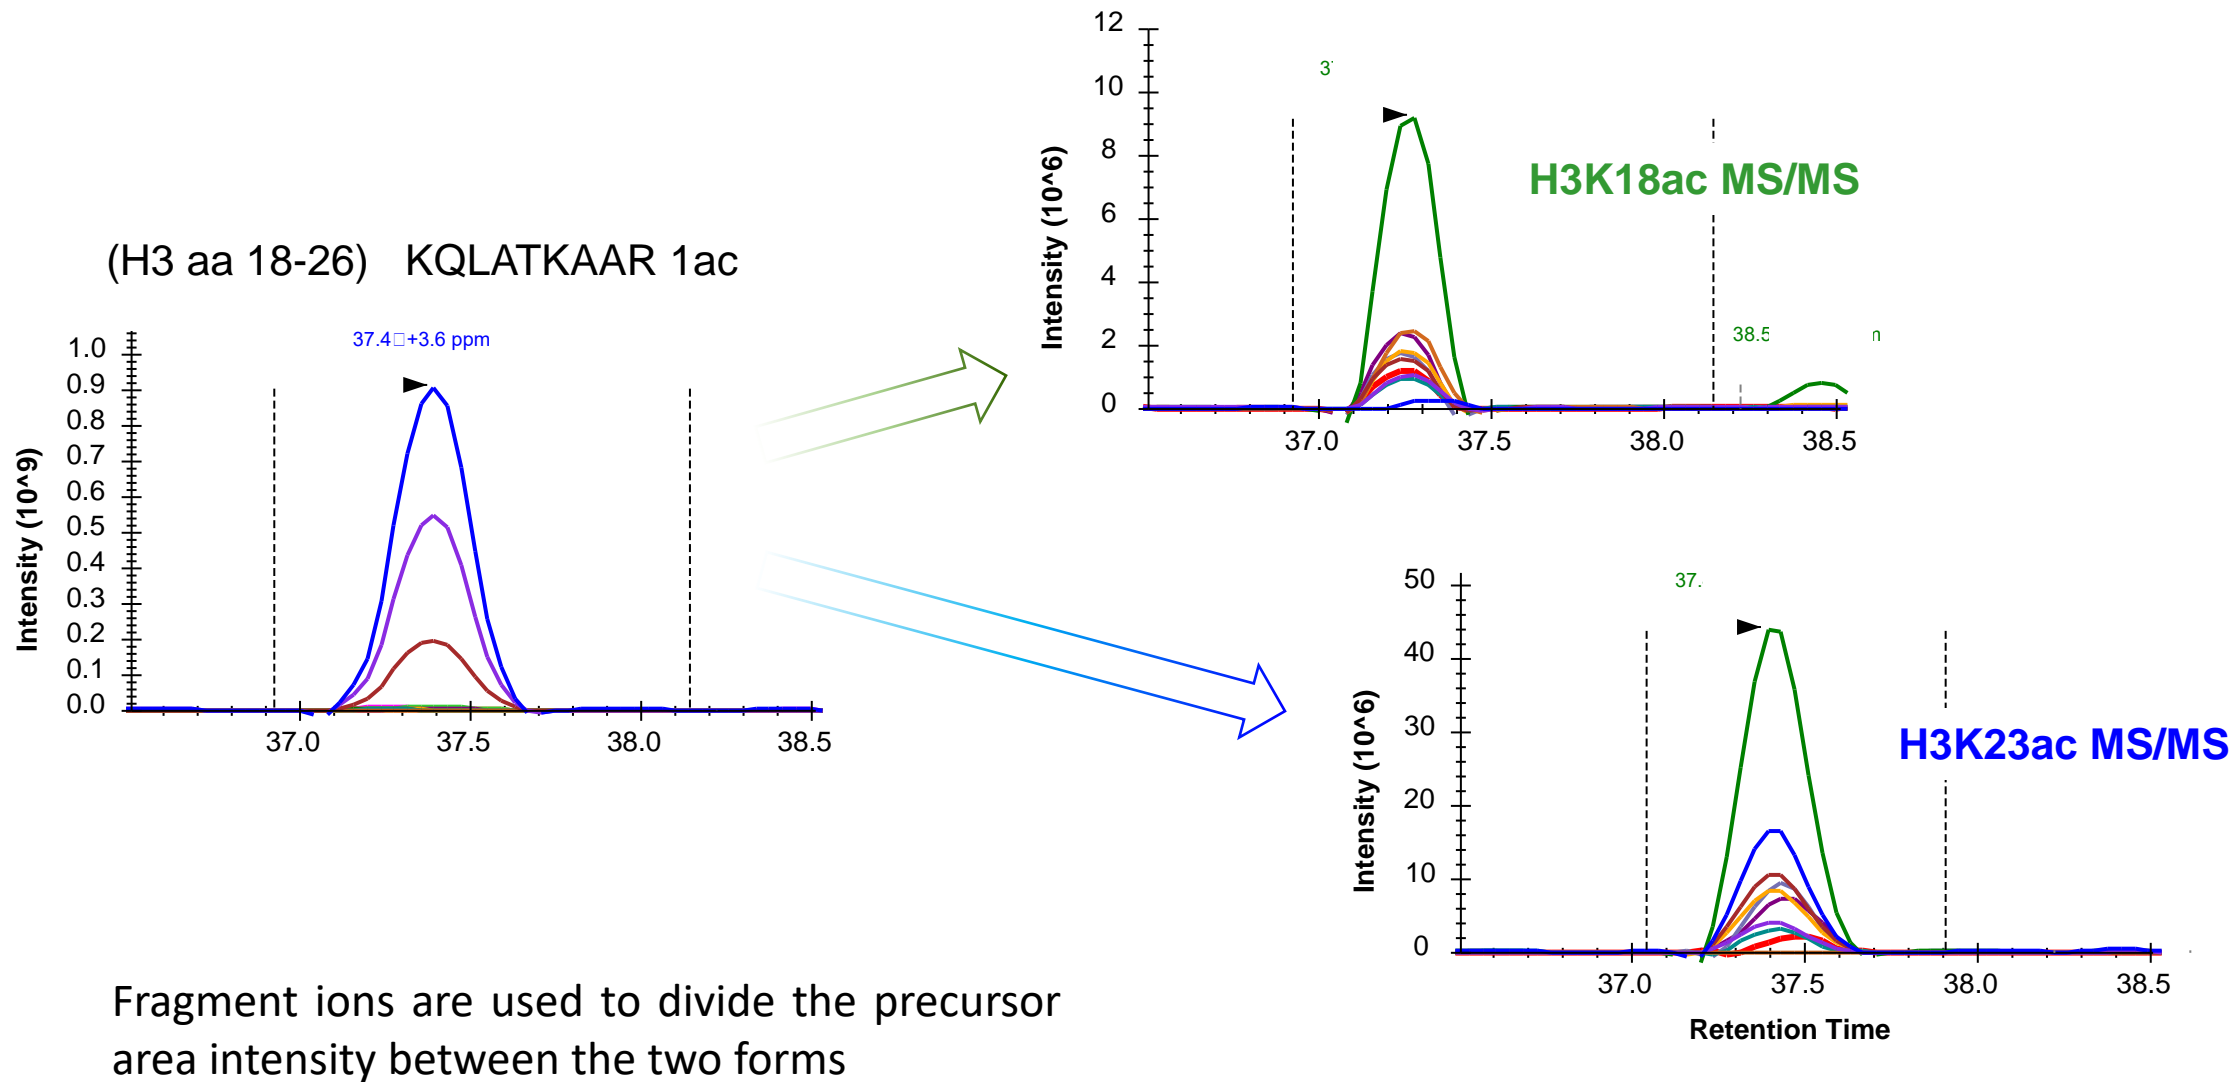 (H3 aa 18-26) KQLATKAAR 1ac
37.4□+3.6 ppm
Intensity (10^9)
1.0
0.9
0.8
0.7
0.6
0.5
0.4
0.3
0.2
0.1
0.0
37.0 37.5 38.0 38.5
H3K18ac MS/MS
Intensity (10^6)
12
10
8
6
4
2
0
38.5
37.0 37.5 38.0 38.5
H3K23ac MS/MS
37.
Intensity (10^6)
50
40
30
20
10
0
37.0 37.5 38.0 38.5
Retention Time
Fragment ions are used to divide the precursor
area intensity between the two forms